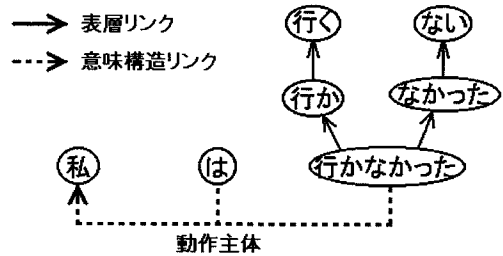 表層リンク
意味構造リンク
行く
ない
行か
なかった
私
は
行かなかった
動作主体